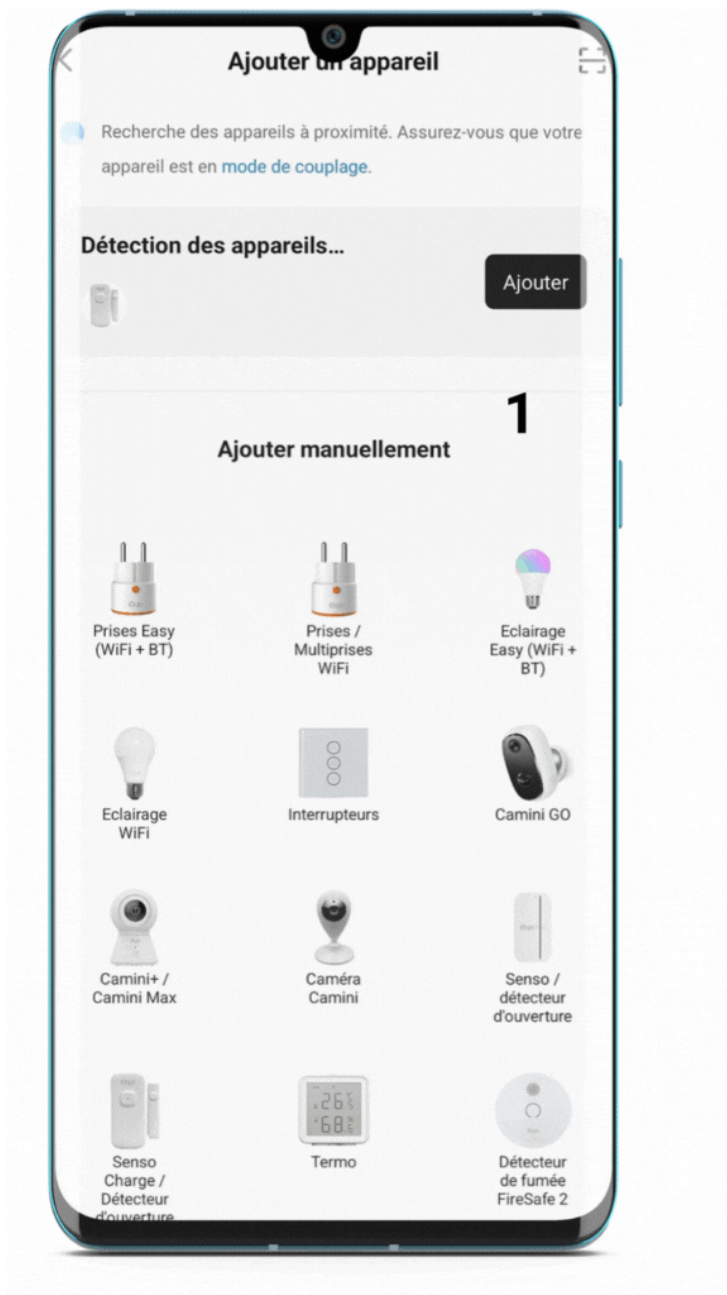 Ajouter un appareil
Recherche des appareils à proximité. Assurez-vous que votre
appareil est en mode de couplage.
Détection des appareils...
Ajouter
1
Ajouter manuellement
Prises Easy
(WiFi + BT)
Prises /
Multiprises
WiFi
Eclairage
Easy (WiFi +
BT)
Eclairage
WiFi
Interrupteurs
Camini GO
Camini+ /
Camini Max
Caméra
Camini
Senso /
détecteur
d'ouverture
Senso
Charge /
Détecteur
d'ouverture
Termo
Détecteur
de fumée
FireSafe 2